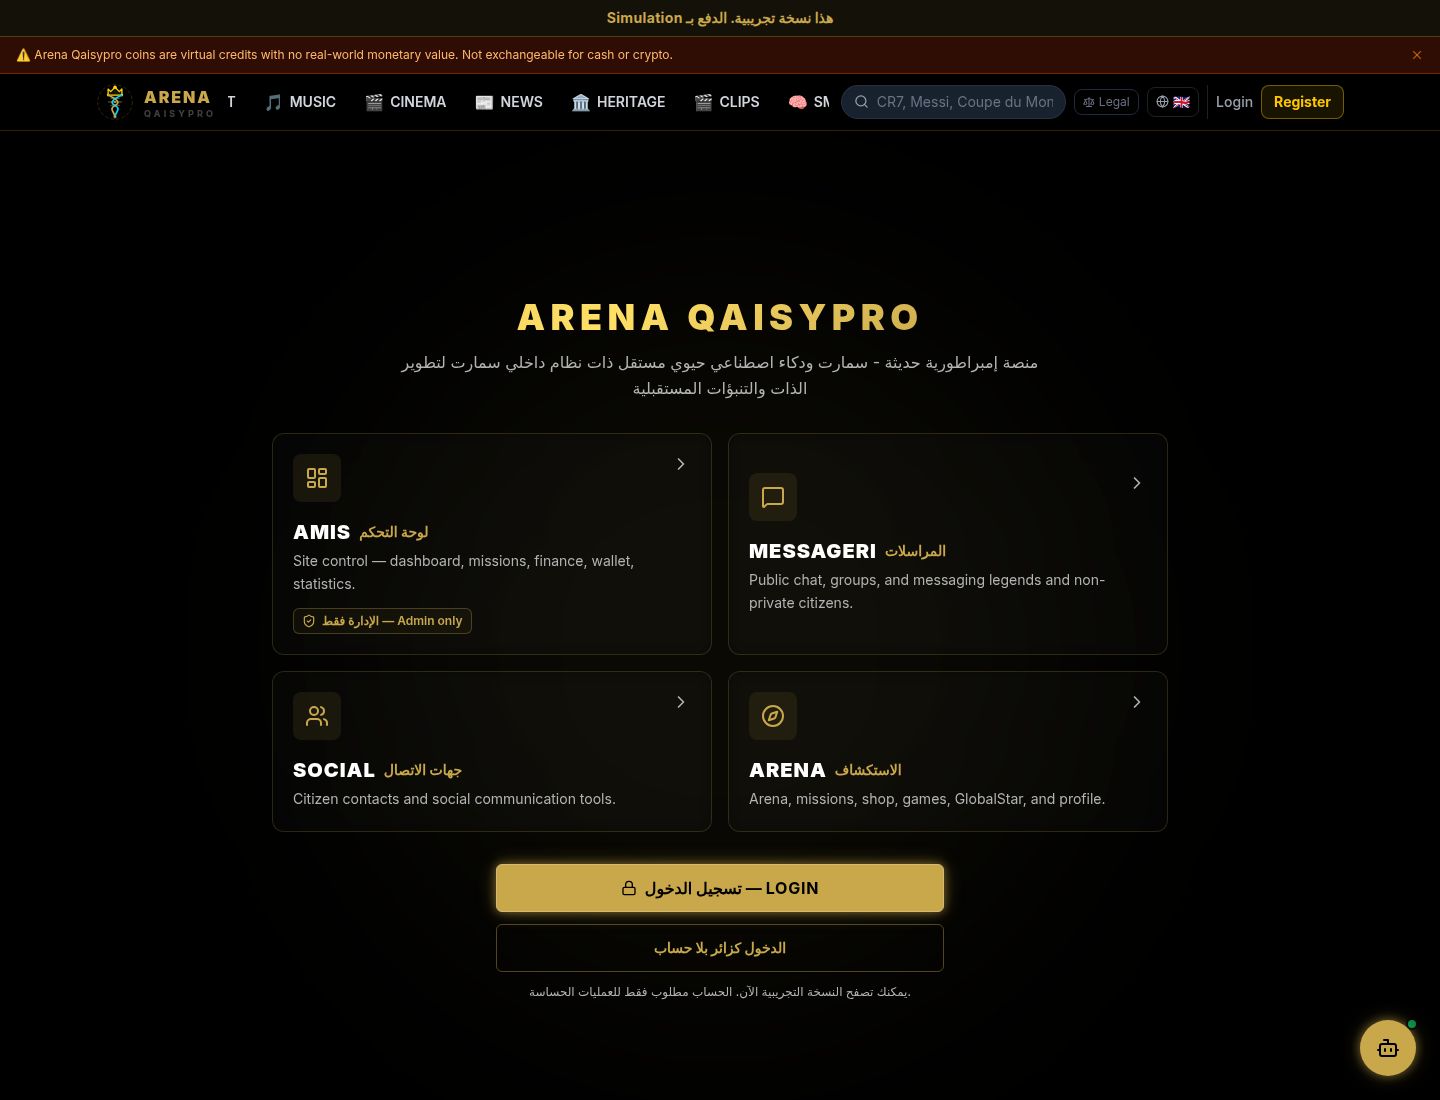 هذا نسخة تجريبية. الدفع بـ Simulation
⚠️ Arena Qaisypro coins are virtual credits with no real-world monetary value. Not exchangeable for cash or crypto.
ARENA
QAISYPRO
T
MUSIC
CINEMA
NEWS
HERITAGE
CLIPS
SM
CR7, Messi, Coupe du Mon
Legal
Login
Register
ARENA QAISYPRO
منصة إمبراطورية حديثة - سمارت ودكاء اصطناعي حيوي مستقل ذات نظام داخلي سمارت لتطوير
الذات والتنبؤات المستقبلية
AMIS لوحة التحكم
Site control — dashboard, missions, finance, wallet,
statistics.
الإدارة فقط — Admin only
MESSAGERI المراسلات
Public chat, groups, and messaging legends and non-
private citizens.
SOCIAL جهات الاتصال
Citizen contacts and social communication tools.
ARENA الاستكشاف
Arena, missions, shop, games, GlobalStar, and profile.
تسجيل الدخول — LOGIN
الدخول كزائر بلا حساب
يمكنك تصفح النسخة التجريبية الآن. الحساب مطلوب فقط للعمليات الحساسة.